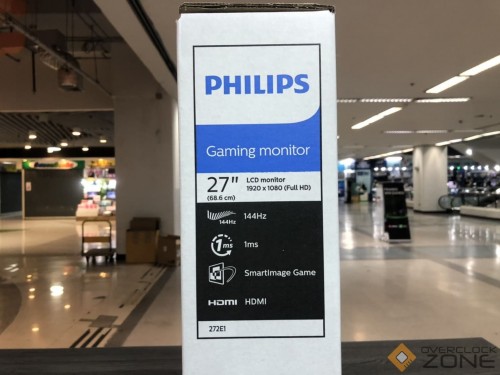 PHILIPS
Gaming monitor
27" LCD monitor
(68.6 cm) 1920 x 1080 (Full HD)
144Hz 144Hz
1ms 1ms
SmartImage Game
HDMI HDMI
272E1
OVERCLOCK
ZONE